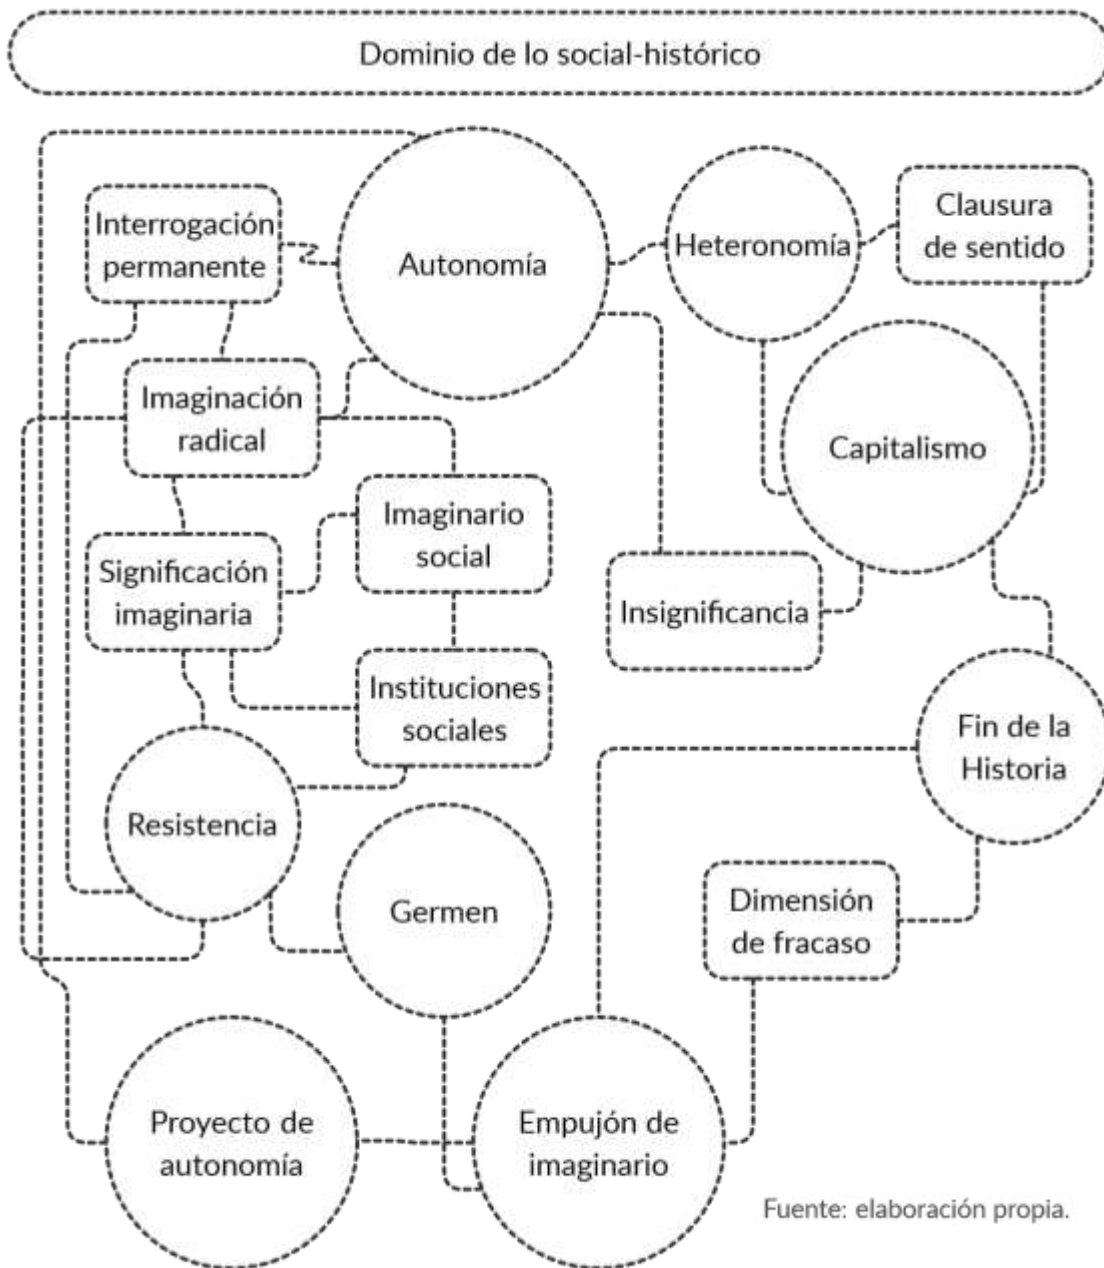 Dominio de lo social-histórico
Interrogación
permanente
Autonomía
Heteronomía
Clausura
de sentido
Imaginación
radical
Capitalismo
Imaginario
social
Significación
imaginaria
Insignificancia
Instituciones
sociales
Fin de la
Historia
Resistencia
Germen
Dimensión
de fracaso
Proyecto de
autonomía
Empujón de
imaginario
Fuente: elaboración propia.